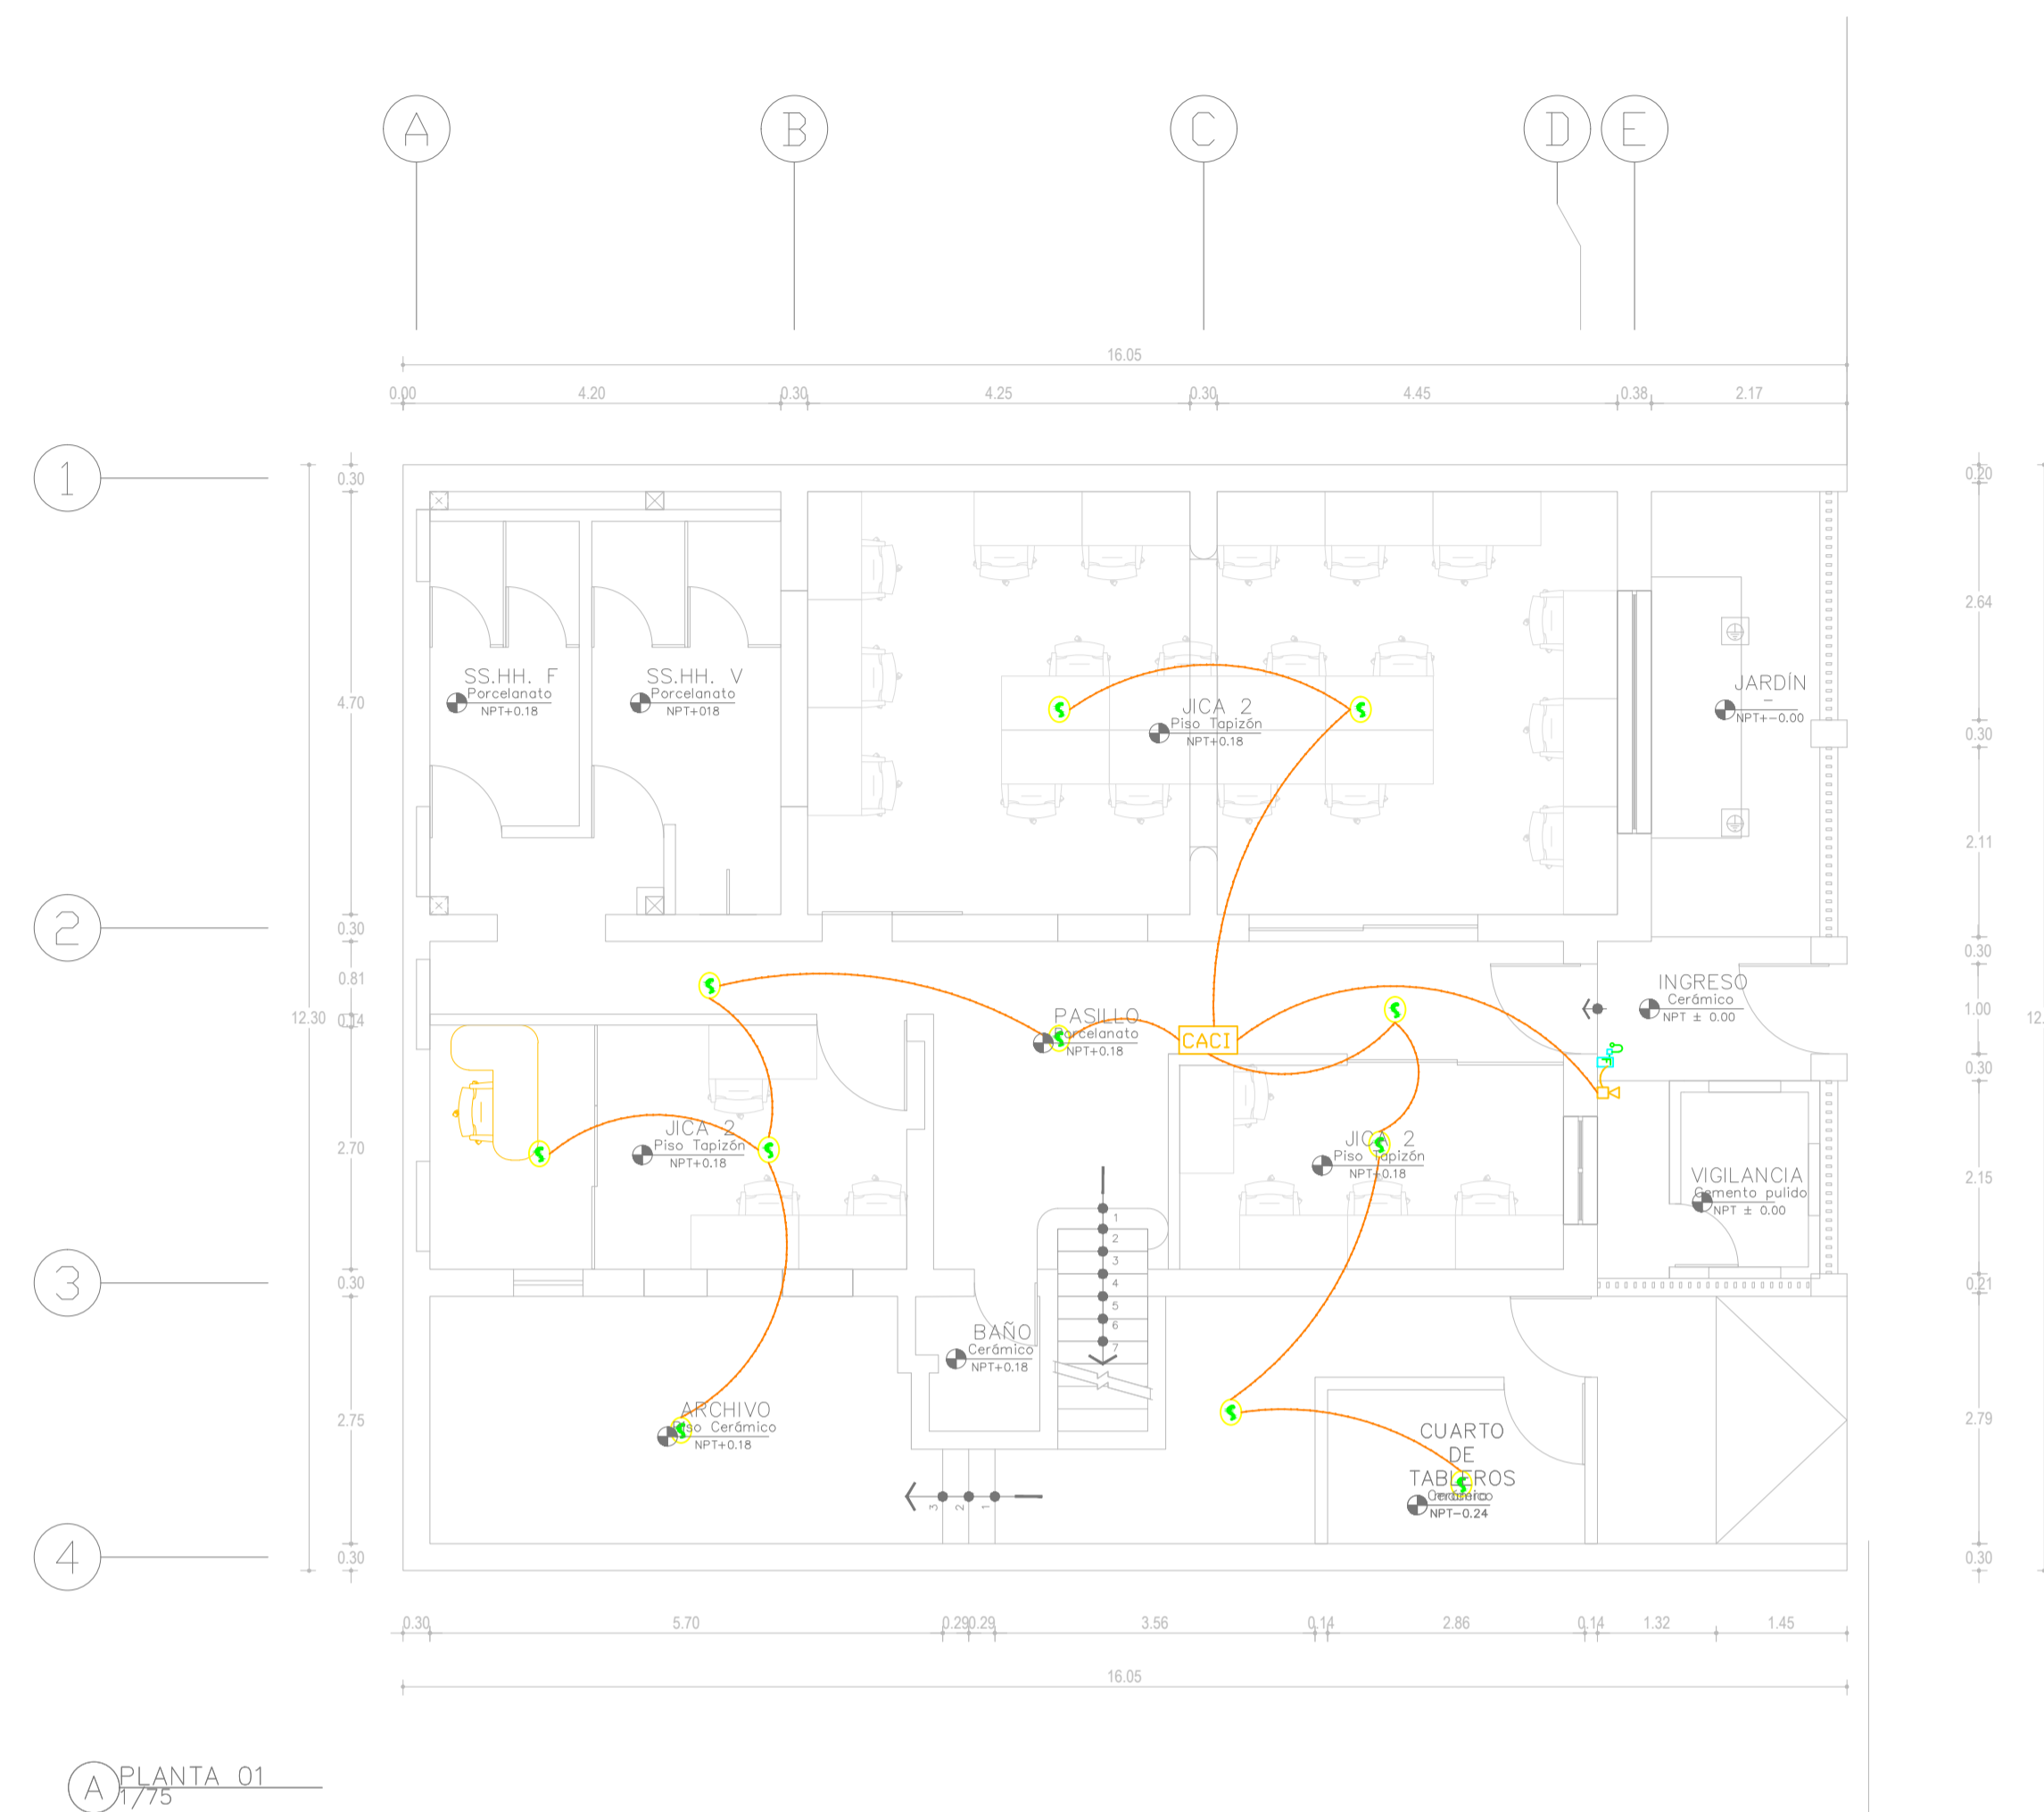 A B C D E
16.05
0.00 4.20 0.30 4.25 0.30 4.45 0.38 2.17
1
0.30
0.20
2.64
SS.HH. F
Porcelanato
NPT+0.18
SS.HH. V
Porcelanato
NPT+018
4.70
JICA 2
Piso Tapizón
NPT+0.18
JARDÍN
-
NPT+-0.00
0.30
2.11
2
0.30
0.30
0.81
INGRESO
Cerámico
NPT ± 0.00
1.00
12.30
0.14
PASILLO
Porcelanato
NPT+0.18
CACI
12.
F
0.30
JICA 2
Piso Tapizón
NPT+0.18
2.70
JICA 2
Piso Tapizón
NPT+0.18
VIGILANCIA
Cemento pulido
NPT ± 0.00
2.15
1
2
3
4
5
6
7
3
0.30
0.21
BAÑO
Cerámico
NPT+0.18
ARCHIVO
Piso Cerámico
NPT+0.18
2.75
2.79
CUARTO
DE
TABLEROS
NPT-0.24
3 2 1
4
0.30
0.30
0.30 5.70 0.29 0.29 3.56 0.14 2.86 0.14 1.32 1.45
16.05
A PLANTA 01
1/75